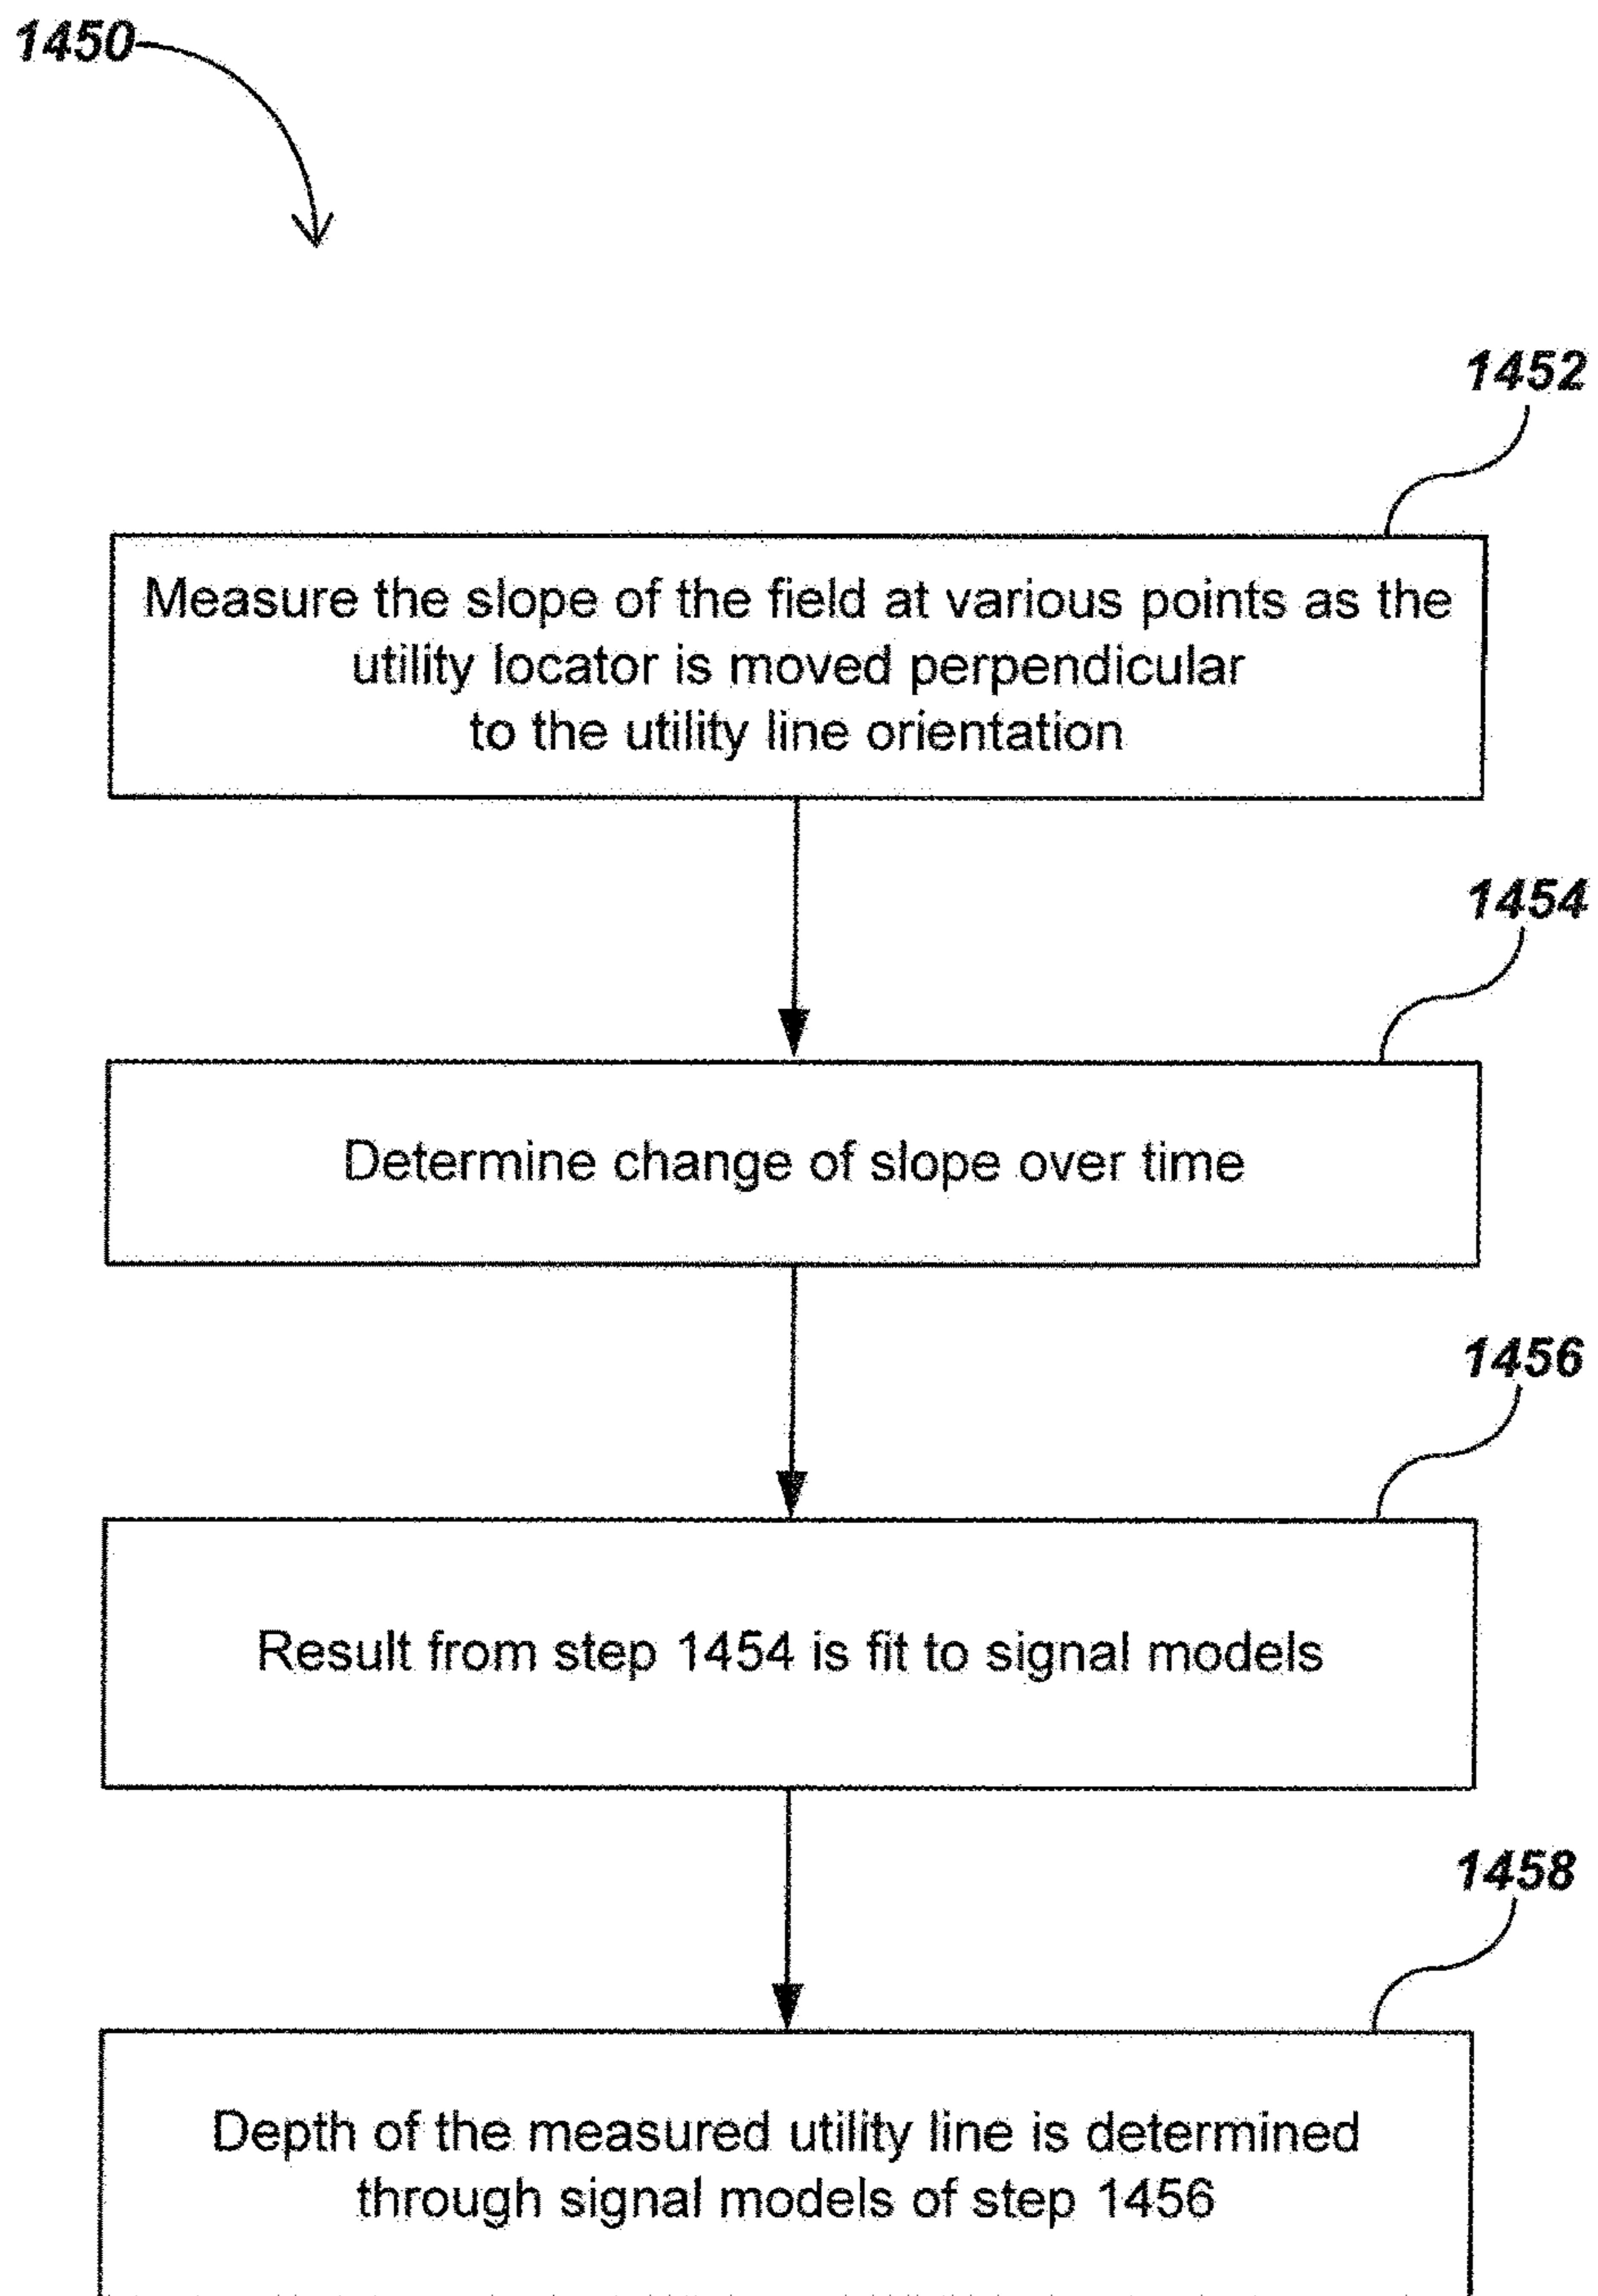 1450
1452
Measure the slope of the field at various points as the
utility locator is moved perpendicular
to the utility line orientation
1454
Determine change of slope over time
1456
Result from step 1454 is fit to signal models
1458
Depth of the measured utility line is determined
through signal models of step 1456